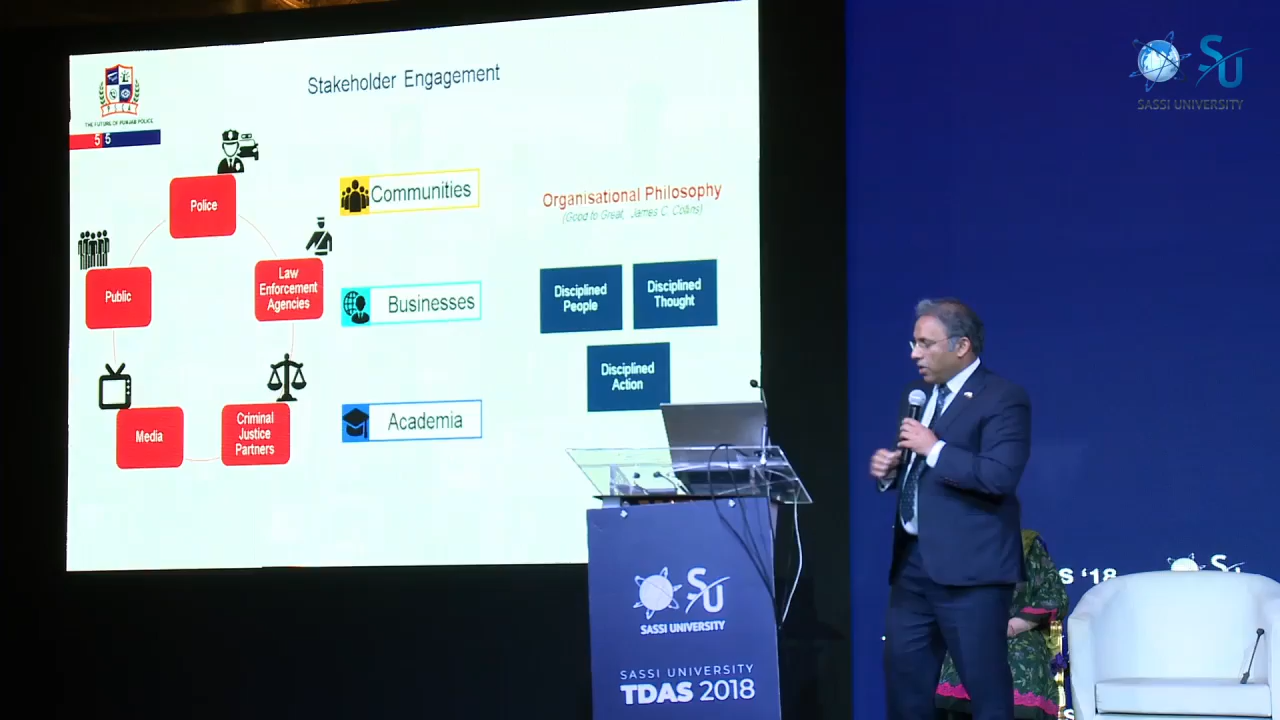 Stakeholder Engagement
THE FUTURE OF PUNJAB POLICE
5 5
Police
Public
Law
Enforcement
Agencies
Media
Criminal
Justice
Partners
Communities
Businesses
Academia
Organisational Philosophy
(Good to Great, James C. Collins)
Disciplined
People
Disciplined
Thought
Disciplined
Action
SU
SASSI UNIVERSITY
SU
SASSI UNIVERSITY
SASSI UNIVERSITY
TDAS 2018
S '18